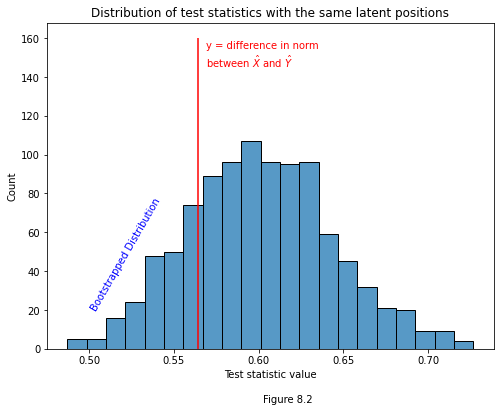 Distribution of test statistics with the same latent positions
160
140
120
100
80
60
40
20
0
Count
y = difference in norm
between X̂ and Ŷ
Bootstrapped Distribution
0.50 0.55 0.60 0.65 0.70
Test statistic value
Figure 8.2